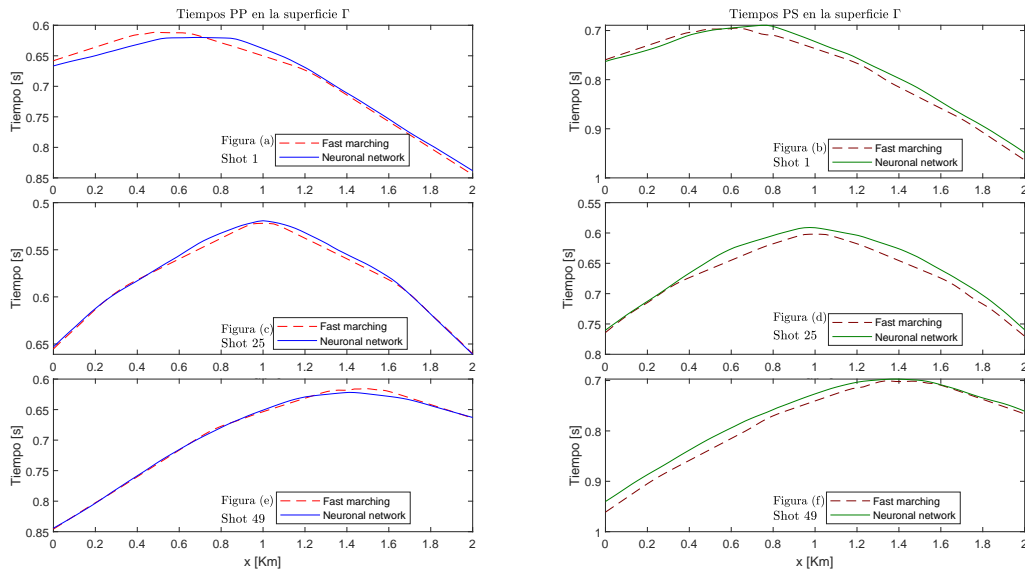 Tiempos PP en la superficie Γ
Tiempo [s]
0.6
0.65
0.7
0.75
0.8
0.85
Figura (a)
Shot 1
Fast marching
Neuronal network
0 0.2 0.4 0.6 0.8 1 1.2 1.4 1.6 1.8 2
Tiempos PS en la superficie Γ
Tiempo [s]
0.7
0.8
0.9
1
Figura (b)
Shot 1
Fast marching
Neuronal network
0 0.2 0.4 0.6 0.8 1 1.2 1.4 1.6 1.8 2
Tiempo [s]
0.5
0.55
0.6
0.65
Figura (c)
Shot 25
Fast marching
Neuronal network
0 0.2 0.4 0.6 0.8 1 1.2 1.4 1.6 1.8 2
Tiempo [s]
0.55
0.6
0.65
0.7
0.75
0.8
Figura (d)
Shot 25
Fast marching
Neuronal network
0 0.2 0.4 0.6 0.8 1 1.2 1.4 1.6 1.8 2
Tiempo [s]
0.6
0.65
0.7
0.75
0.8
0.85
Figura (e)
Shot 49
Fast marching
Neuronal network
0 0.2 0.4 0.6 0.8 1 1.2 1.4 1.6 1.8 2
x [Km]
Tiempo [s]
0.7
0.8
0.9
1
Figura (f)
Shot 49
Fast marching
Neuronal network
0 0.2 0.4 0.6 0.8 1 1.2 1.4 1.6 1.8 2
x [Km]